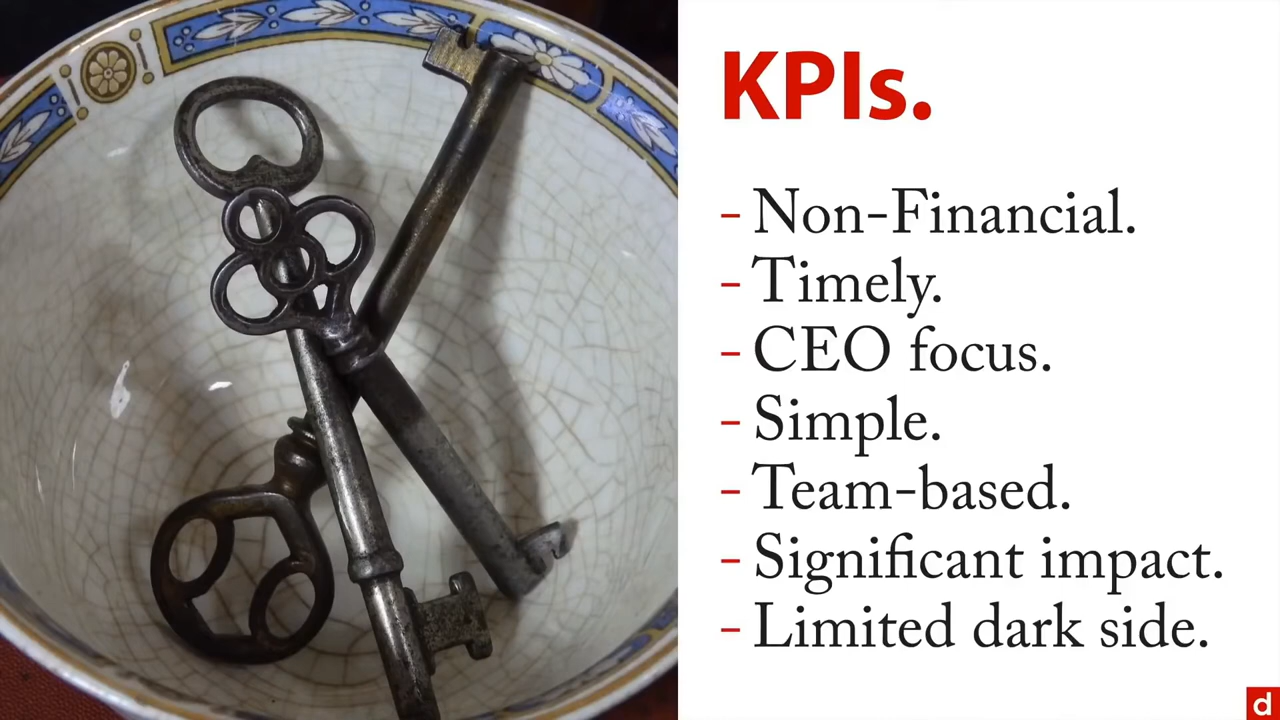 KPIs.
- Non-Financial.
- Timely.
- CEO focus.
- Simple.
- Team-based.
- Significant impact.
- Limited dark side.
d